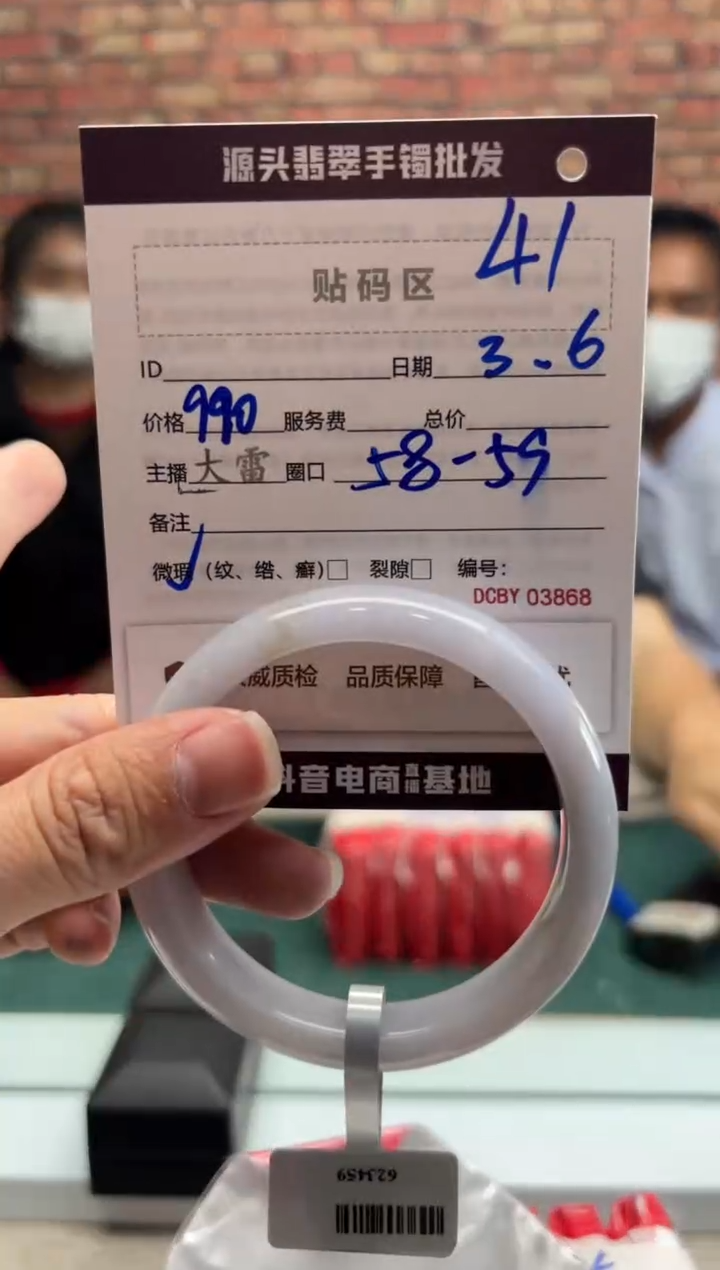 源头翡翠手镯批发
贴码区 41
ID 日期 3.6
价格 990 服务费 总价
主播 大雷 圈口 58-59
备注
微瑕 √ (纹、绺、癣)□ 裂隙□ 编号：
DCBY 03868
威质检 品质保障
抖音电商直播基地
623459